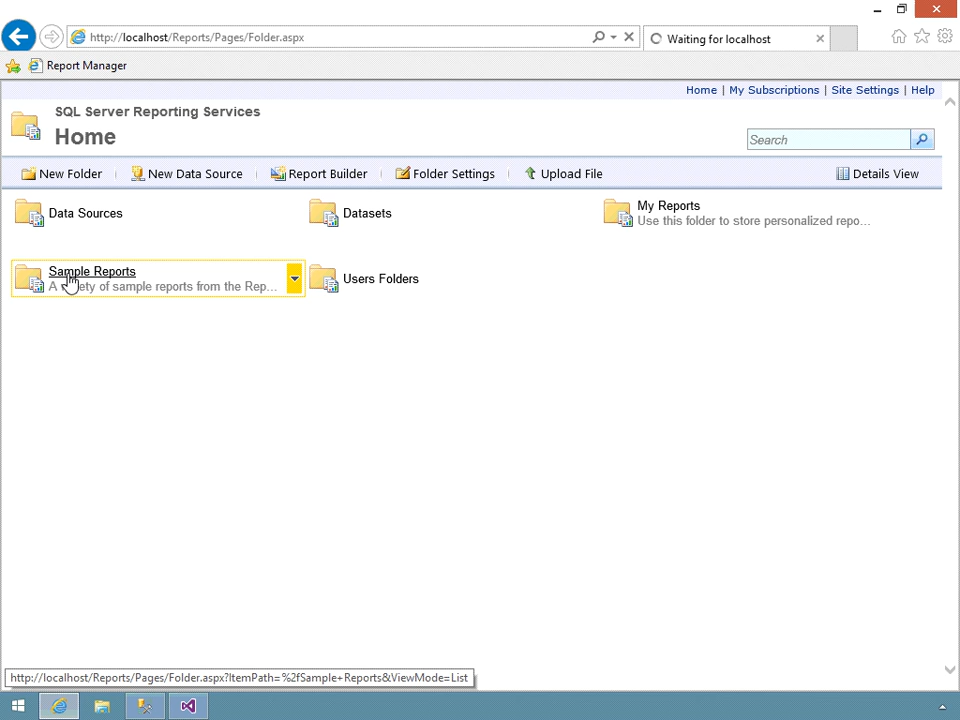 http://localhost/Reports/Pages/Folder.aspx
Waiting for localhost
Report Manager
Home | My Subscriptions | Site Settings | Help
SQL Server Reporting Services
Home
Search
New Folder
New Data Source
Report Builder
Folder Settings
Upload File
Details View
Data Sources
Datasets
My Reports
Use this folder to store personalized repo...
Sample Reports
A ety of sample reports from the Rep...
Users Folders
http://localhost/Reports/Pages/Folder.aspx?ItemPath=%2fSample+Reports&ViewMode=List